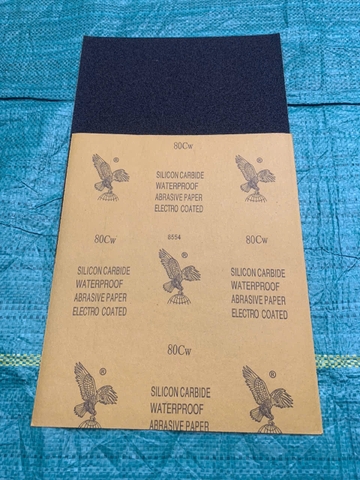 80Cw
®
SILICON CARBIDE
WATERPROOF
ABRASIVE PAPER
ELECTRO COATED
®
80Cw
8554
80Cw
®
SILICON CARBIDE
WATERPROOF
ABRASIVE PAPER
ELECTRO COATED
SILICON CARBIDE
WATERPROOF
ABRASIVE PAPER
ELECTRO COATED
80Cw
®
SILICON CARBIDE
WATERPROOF
ABRASIVE PAPER
®